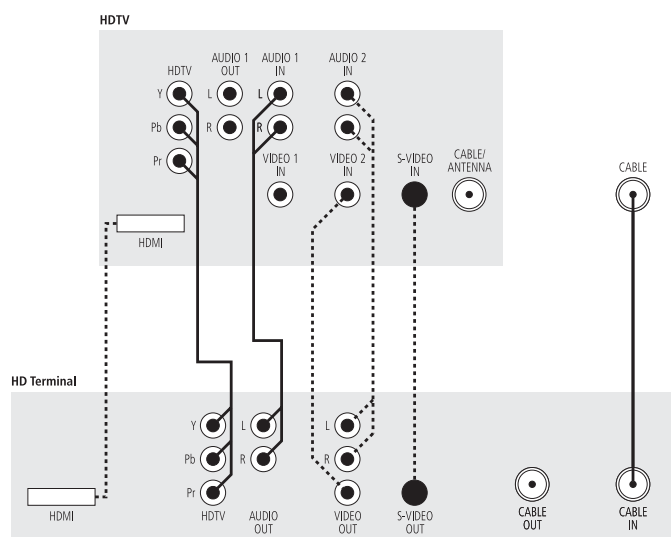 HDTV
HDTV
AUDIO 1
OUT
AUDIO 1
IN
AUDIO 2
IN
Y
L
L
Pb
R
R
Pr
VIDEO 1
IN
VIDEO 2
IN
S-VIDEO
IN
CABLE/
ANTENNA
CABLE
HDMI
HD Terminal
Y
L
L
Pb
R
R
Pr
HDMI
HDTV
AUDIO
OUT
VIDEO
OUT
S-VIDEO
OUT
CABLE
OUT
CABLE
IN